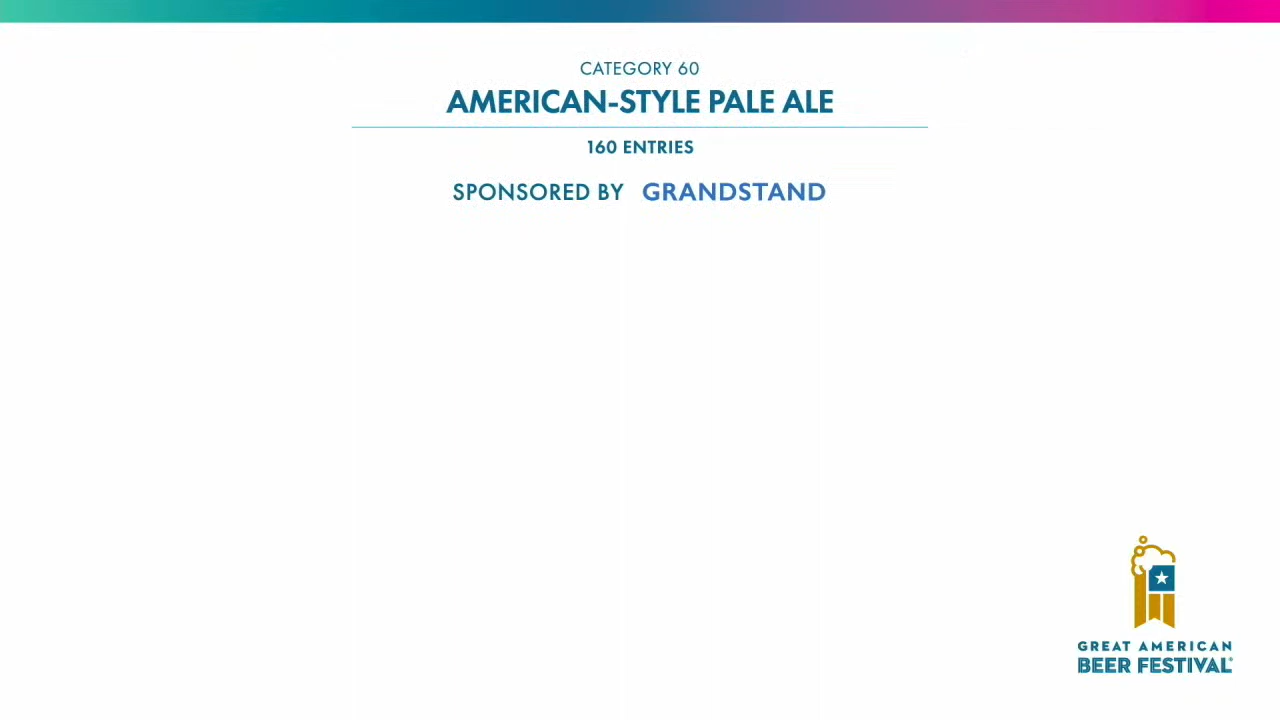 CATEGORY 60
AMERICAN-STYLE PALE ALE
160 ENTRIES
SPONSORED BY GRANDSTAND
GREAT AMERICAN
BEER FESTIVAL